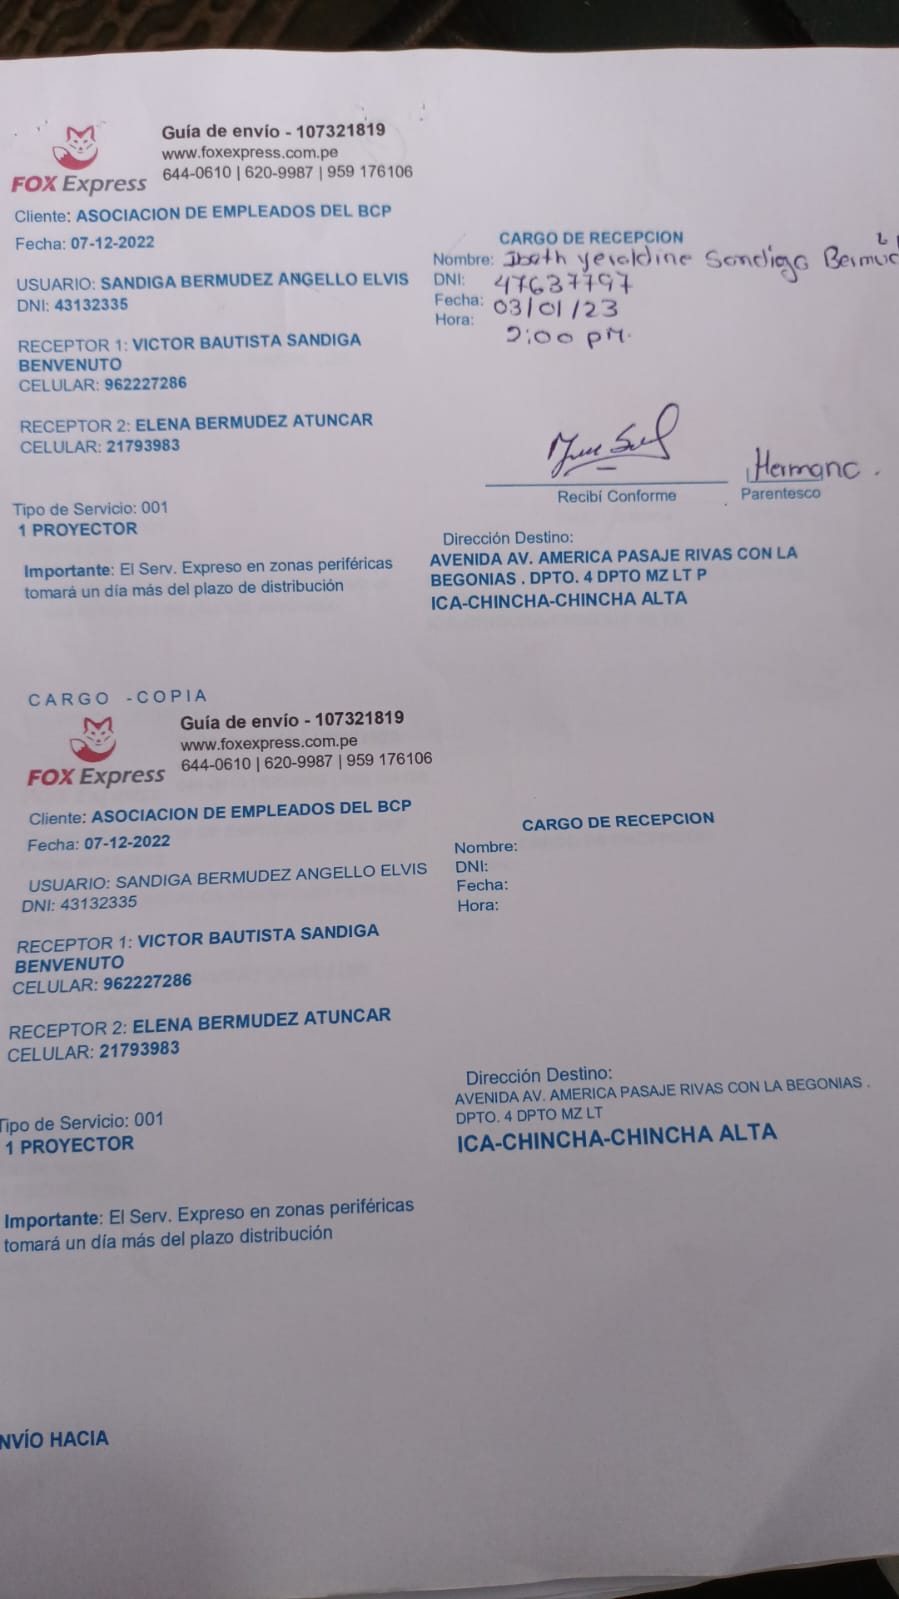 Guía de envío - 107321819
www.foxexpress.com.pe
644-0610 | 620-9987 | 959 176106
FOX Express
Cliente: ASOCIACION DE EMPLEADOS DEL BCP
Fecha: 07-12-2022
USUARIO: SANDIGA BERMUDEZ ANGELLO ELVIS
DNI: 43132335
RECEPTOR 1: VICTOR BAUTISTA SANDIGA
BENVENUTO
CELULAR: 962227286
RECEPTOR 2: ELENA BERMUDEZ ATUNCAR
CELULAR: 21793983
Tipo de Servicio: 001
1 PROYECTOR
Importante: El Serv. Expreso en zonas periféricas
tomará un día más del plazo de distribución
CARGO DE RECEPCION
Nombre: Ibeth Yeraldine Sandiga
DNI: 47637797
Fecha: 03/01/23
Hora: 2:00 pm.
Recibí Conforme
Hermana.
Parentesco
Dirección Destino:
AVENIDA AV. AMERICA PASAJE RIVAS CON LA
BEGONIAS . DPTO. 4 DPTO MZ LT P
ICA-CHINCHA-CHINCHA ALTA
CARGO -COPIA
Guía de envío - 107321819
www.foxexpress.com.pe
644-0610 | 620-9987 | 959 176106
FOX Express
Cliente: ASOCIACION DE EMPLEADOS DEL BCP
Fecha: 07-12-2022
USUARIO: SANDIGA BERMUDEZ ANGELLO ELVIS
DNI: 43132335
RECEPTOR 1: VICTOR BAUTISTA SANDIGA
BENVENUTO
CELULAR: 962227286
RECEPTOR 2: ELENA BERMUDEZ ATUNCAR
CELULAR: 21793983
Tipo de Servicio: 001
1 PROYECTOR
Importante: El Serv. Expreso en zonas periféricas
tomará un día más del plazo distribución
CARGO DE RECEPCION
Nombre:
DNI:
Fecha:
Hora:
Dirección Destino:
AVENIDA AV. AMERICA PASAJE RIVAS CON LA BEGONIAS .
DPTO. 4 DPTO MZ LT
ICA-CHINCHA-CHINCHA ALTA
NVÍO HACIA